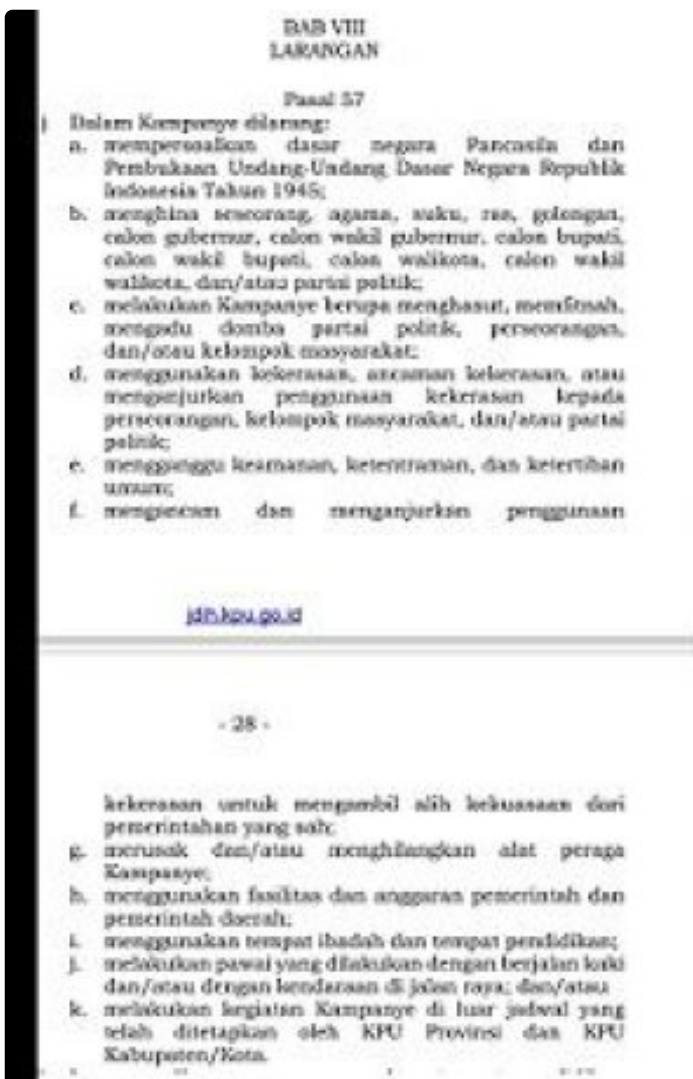 BAB VIII
LARANGAN
Pasal 57
) Dalam Kampanye dilarang:
a. mempersoalkan dasar negara Pancasila dan
Pembukaan Undang-Undang Dasar Negara Republik
Indonesia Tahun 1945;
b. menghina seseorang, agama, suku, ras, golongan,
calon gubernur, calon wakil gubernur, calon bupati,
calon wakil bupati, calon walikota, calon wakil
walikota, dan/atau partai politik;
c. melakukan Kampanye berupa menghasut, memfitnah,
mengadu domba partai politik, perseorangan,
dan/atau kelompok masyarakat;
d. menggunakan kekerasan, ancaman kekerasan, atau
menganjurkan penggunaan kekerasan kepada
perseorangan, kelompok masyarakat, dan/atau partai
politik;
e. mengganggu keamanan, ketentraman, dan ketertiban
umum;
f. mengancam dan menganjurkan penggunaan
jdih.kpu.go.id
- 28 -
kekerasan untuk mengambil alih kekuasaan dari
pemerintahan yang sah;
g. merusak dan/atau menghilangkan alat peraga
Kampanye;
h. menggunakan fasilitas dan anggaran pemerintah dan
pemerintah daerah;
i. menggunakan tempat ibadah dan tempat pendidikan;
j. melakukan pawai yang dilakukan dengan berjalan kaki
dan/atau dengan kendaraan di jalan raya; dan/atau
k. melakukan kegiatan Kampanye di luar jadwal yang
telah ditetapkan oleh KPU Provinsi dan KPU
Kabupaten/Kota.